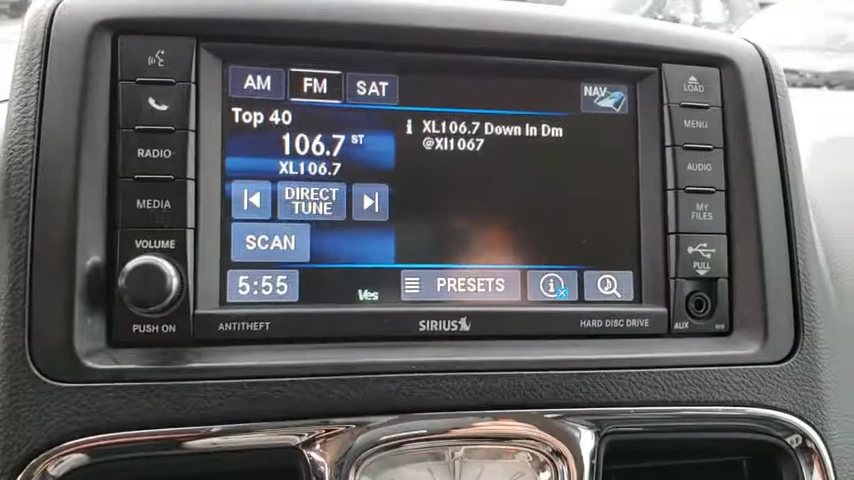 AM FM SAT NAV
Top 40
106.7 ST
XL106.7
i XL106.7 Down In Dm
@Xl1067
DIRECT
TUNE
SCAN
5:55
Ves
PRESETS
i
RADIO
MEDIA
VOLUME
PUSH ON
LOAD
MENU
AUDIO
MY
FILES
PULL
AUX
ANTITHEFT
SIRIUS
HARD DISC DRIVE